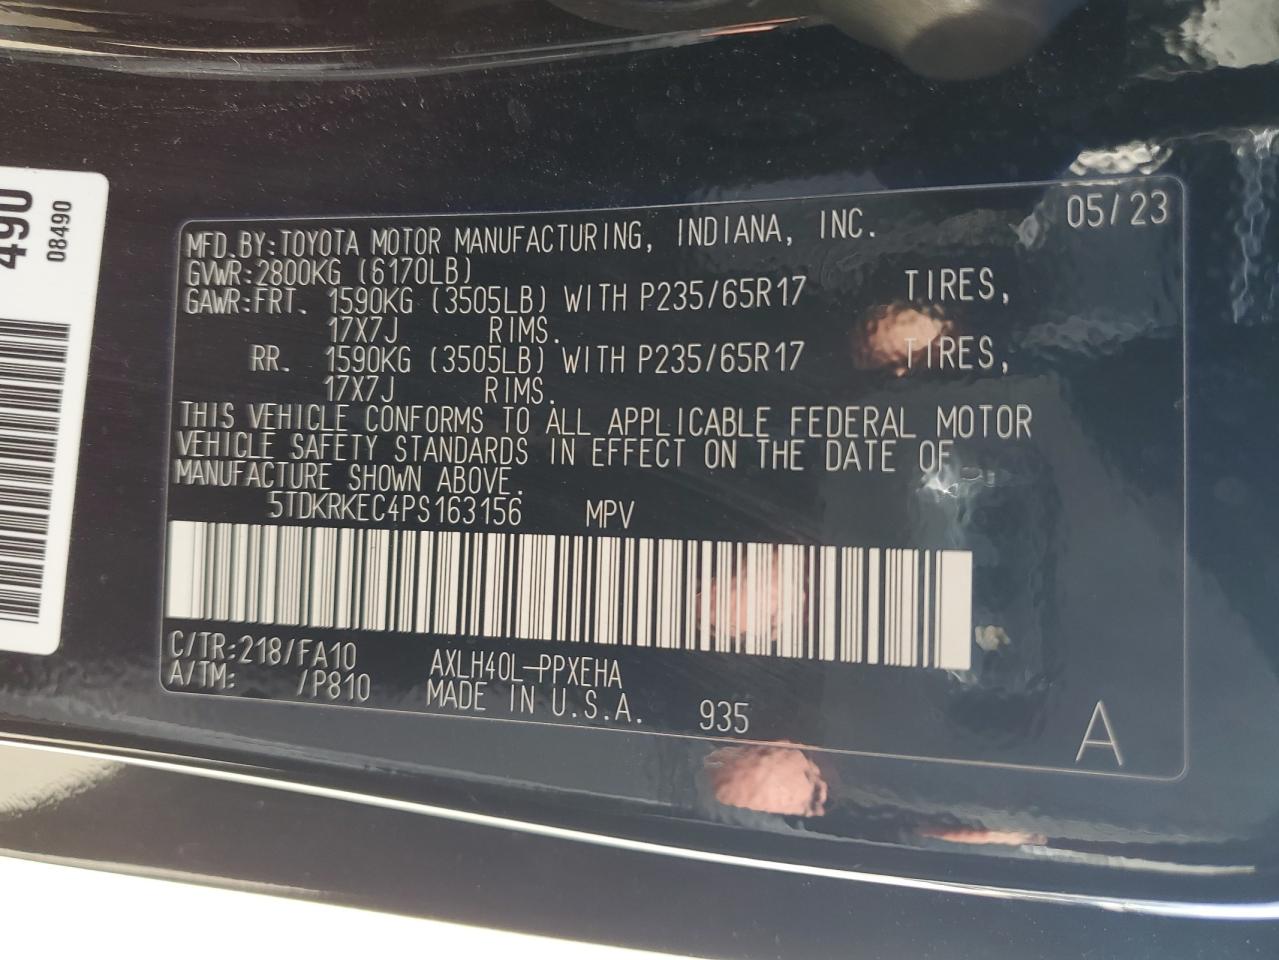 490
08490
05/23
MFD.BY:TOYOTA MOTOR MANUFACTURING, INDIANA, INC.
GVWR:2800KG (6170LB)
GAWR:FRT. 1590KG (3505LB) WITH P235/65R17 TIRES,
17X7J RIMS.
RR. 1590KG (3505LB) WITH P235/65R17 TIRES,
17X7J RIMS.
THIS VEHICLE CONFORMS TO ALL APPLICABLE FEDERAL MOTOR
VEHICLE SAFETY STANDARDS IN EFFECT ON THE DATE OF
MANUFACTURE SHOWN ABOVE.
5TDKRKEC4PS163156 MPV
C/TR:218/FA10 AXLH40L-PPXEHA
A/TM: /P810 MADE IN U.S.A. 935
A